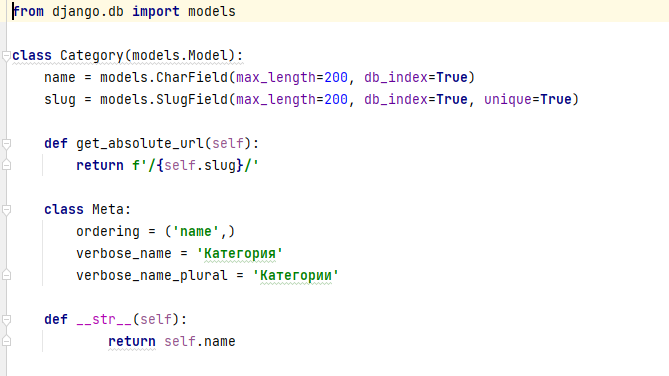 from django.db import models
class Category(models.Model):
    name = models.CharField(max_length=200, db_index=True)
    slug = models.SlugField(max_length=200, db_index=True, unique=True)
    def get_absolute_url(self):
        return f'/{self.slug}/'
    class Meta:
        ordering = ('name',)
        verbose_name = 'Категория'
        verbose_name_plural = 'Категории'
    def __str__(self):
            return self.name